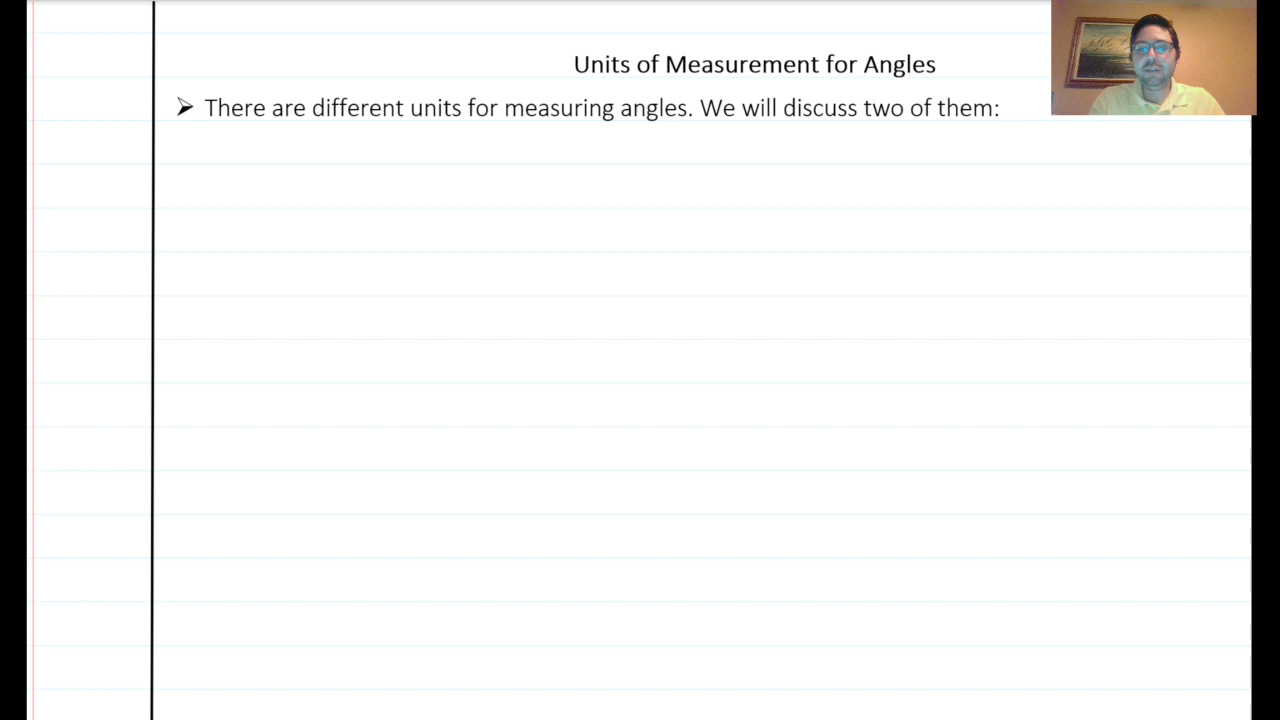 Units of Measurement for Angles
➢ There are different units for measuring angles. We will discuss two of them: